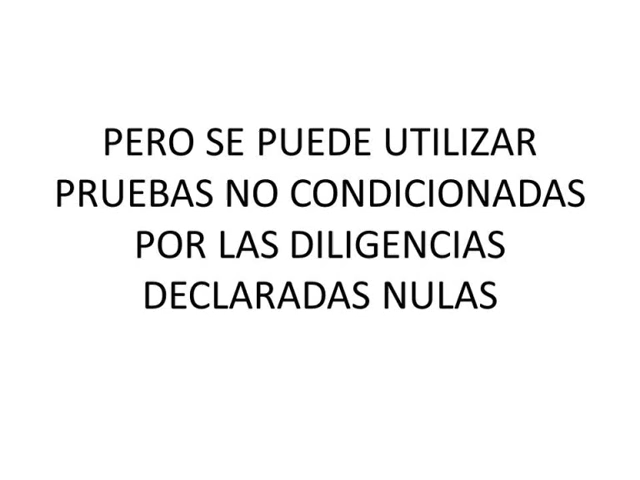 PERO SE PUEDE UTILIZAR
PRUEBAS NO CONDICIONADAS
POR LAS DILIGENCIAS
DECLARADAS NULAS